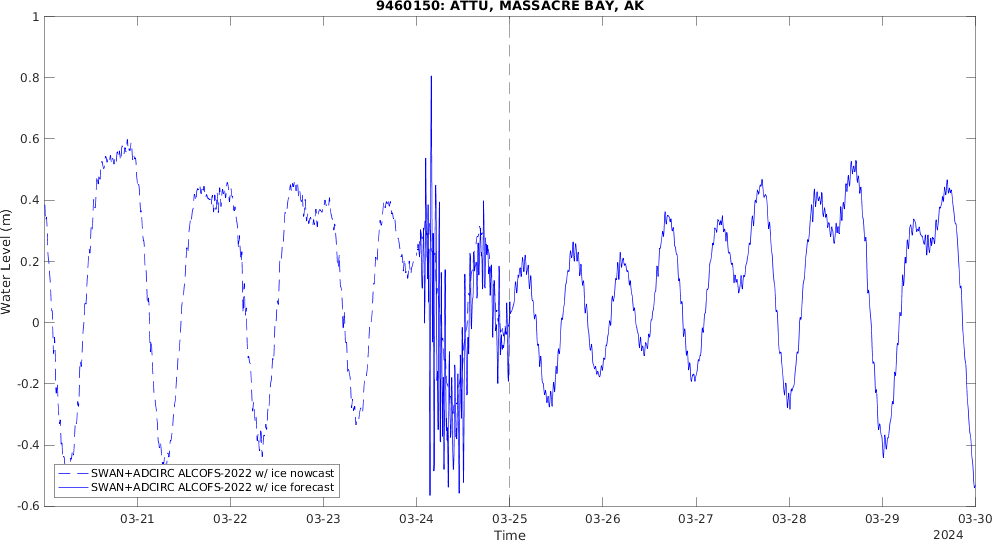 9460150: ATTU, MASSACRE BAY, AK
1
0.8
0.6
0.4
0.2
0
-0.2
-0.4
-0.6
Water Level (m)
SWAN+ADCIRC ALCOFS-2022 w/ ice nowcast
SWAN+ADCIRC ALCOFS-2022 w/ ice forecast
03-21 03-22 03-23 03-24 03-25 03-26 03-27 03-28 03-29 03-30
Time
2024